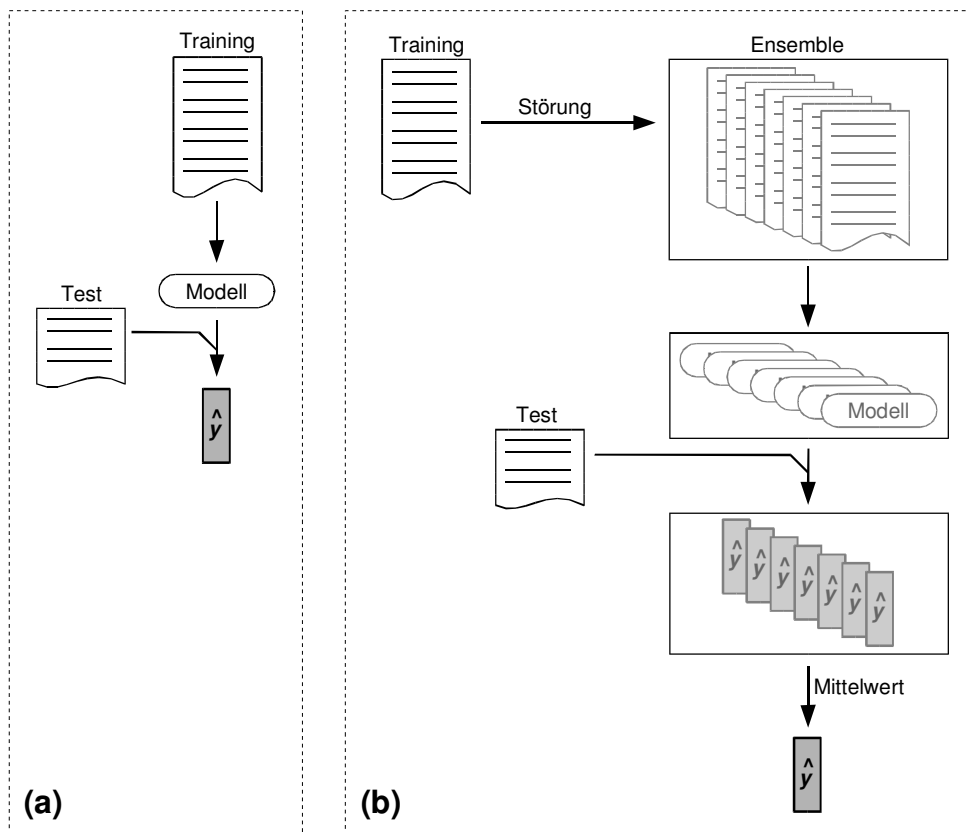 Training
Modell
Test
ŷ
(a)
Training
Störung
Ensemble
Modell
Test
ŷ
ŷ
ŷ
ŷ
ŷ
ŷ
ŷ
Mittelwert
ŷ
(b)